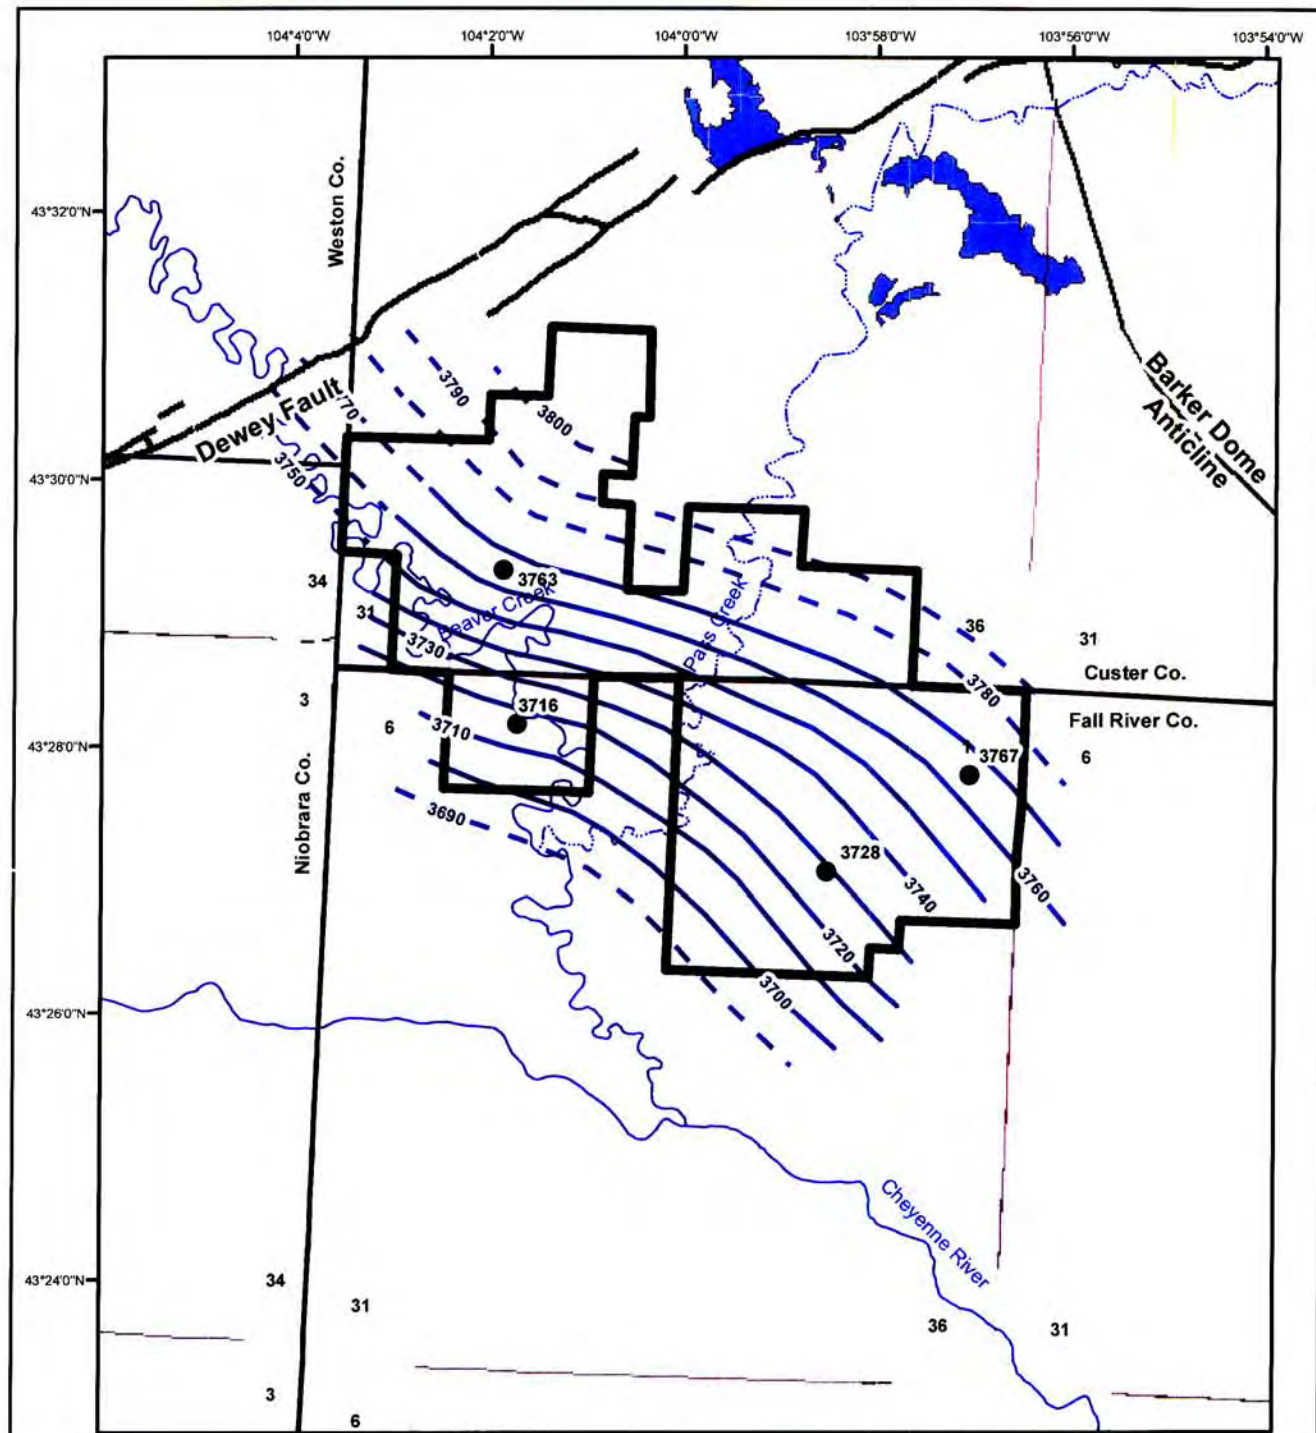 104°4'0"W 104°2'0"W 104°0'0"W 103°58'0"W 103°56'0"W 103°54'0"W
43°32'0"N
43°30'0"N
43°28'0"N
43°26'0"N
43°24'0"N
Weston Co.
Dewey Fault
Barker Dome
Anticline
3790
3800
770
3750
3763
Beaver Creek
Pass Creek
34
31
36
31
3730
3780
Custer Co.
Fall River Co.
3
6
3716
3710
3767
6
Niobrara Co.
3690
3728
3740
3760
3720
3700
Cheyenne River
34
31
36
31
3
6